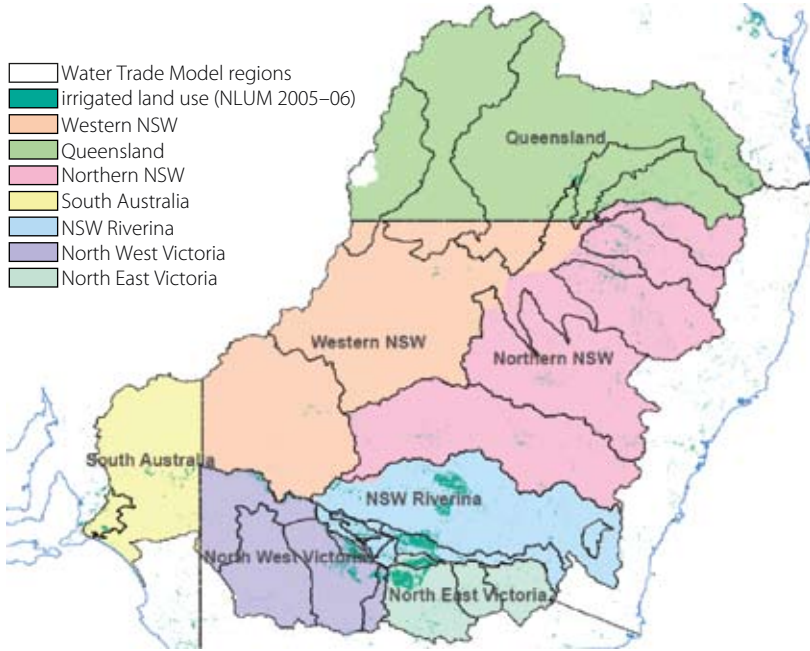 Water Trade Model regions
irrigated land use (NLUM 2005–06)
Western NSW
Queensland
Northern NSW
South Australia
NSW Riverina
North West Victoria
North East Victoria
Queensland
Western NSW
Northern NSW
South Australia
NSW Riverina
North West Victoria
North East Victoria